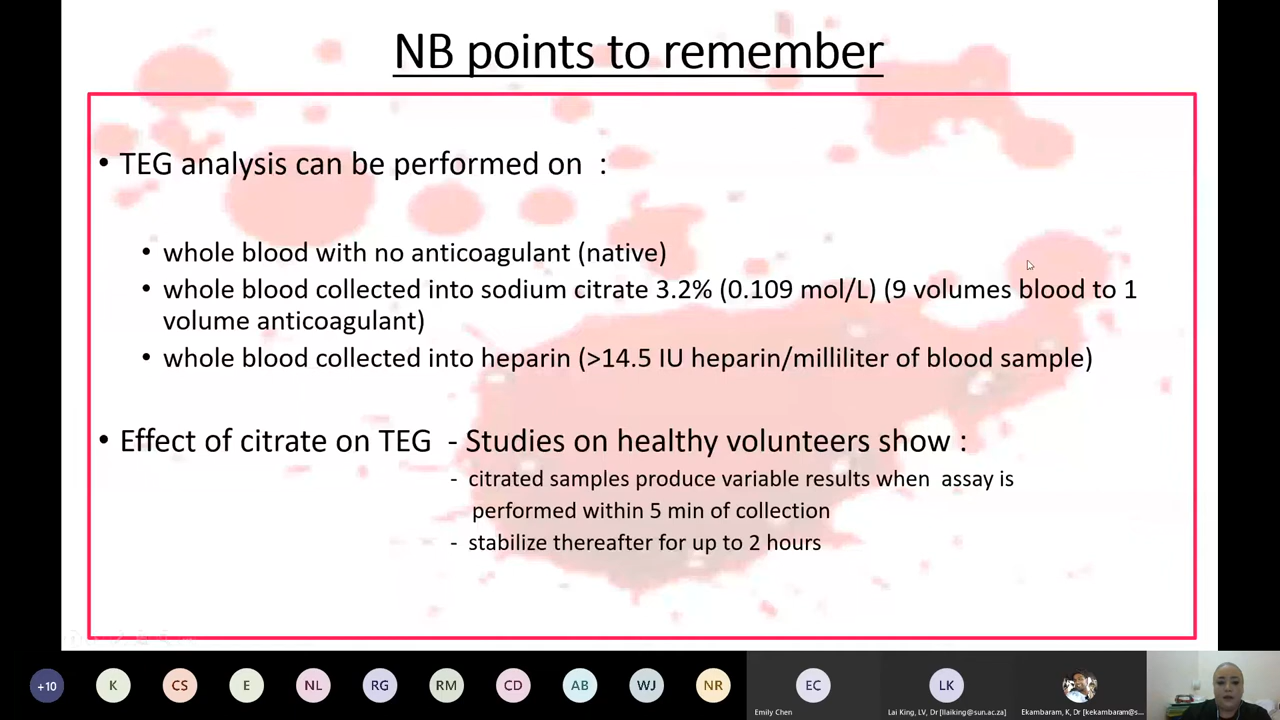 NB points to remember
• TEG analysis can be performed on :
• whole blood with no anticoagulant (native)
• whole blood collected into sodium citrate 3.2% (0.109 mol/L) (9 volumes blood to 1
volume anticoagulant)
• whole blood collected into heparin (>14.5 IU heparin/milliliter of blood sample)
• Effect of citrate on TEG - Studies on healthy volunteers show :
- citrated samples produce variable results when assay is
performed within 5 min of collection
- stabilize thereafter for up to 2 hours
+10 K CS E NL RG RM CD AB WJ NR EC LK
Emily Chen Lai King, LV, Dr [llaiking@sun.ac.za] Ekambaram, K, Dr [kekambaram@s...